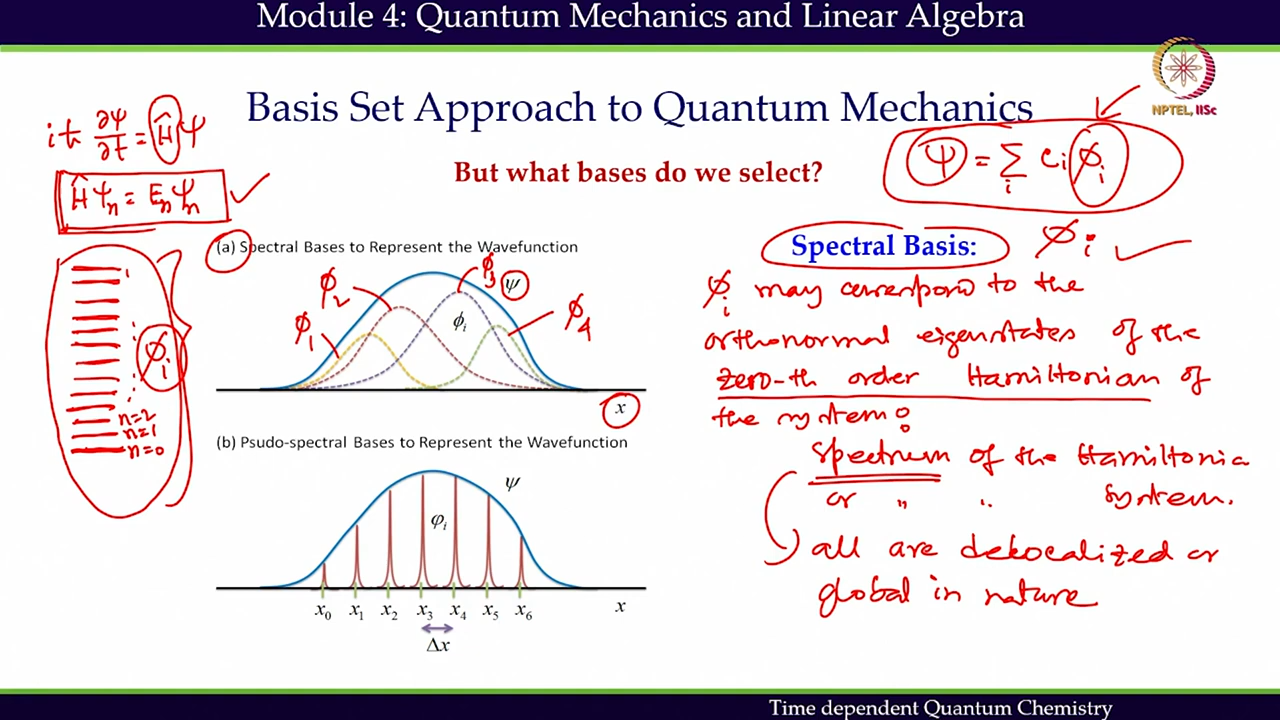 Module 4: Quantum Mechanics and Linear Algebra
NPTEL, IISc
Basis Set Approach to Quantum Mechanics
But what bases do we select?
iħ ∂ψ/∂t = Ĥψ
Ĥψₙ = Eₙψₙ
ψ = Σᵢ cᵢ φᵢ
(a) Spectral Bases to Represent the Wavefunction
φ₁
φ₂
φ₃
ψ
φᵢ
φ₄
x
φᵢ
n=2
n=1
n=0
(b) Psudo-spectral Bases to Represent the Wavefunction
ψ
φᵢ
x₀ x₁ x₂ x₃ x₄ x₅ x₆ x
Δx
Spectral Basis: φᵢ
φᵢ may correspond to the
orthonormal eigenstates of the
zero-th order Hamiltonian of
the system:
Spectrum of the Hamiltonia
or " " system.
all are delocalized or
global in nature
Time dependent Quantum Chemistry